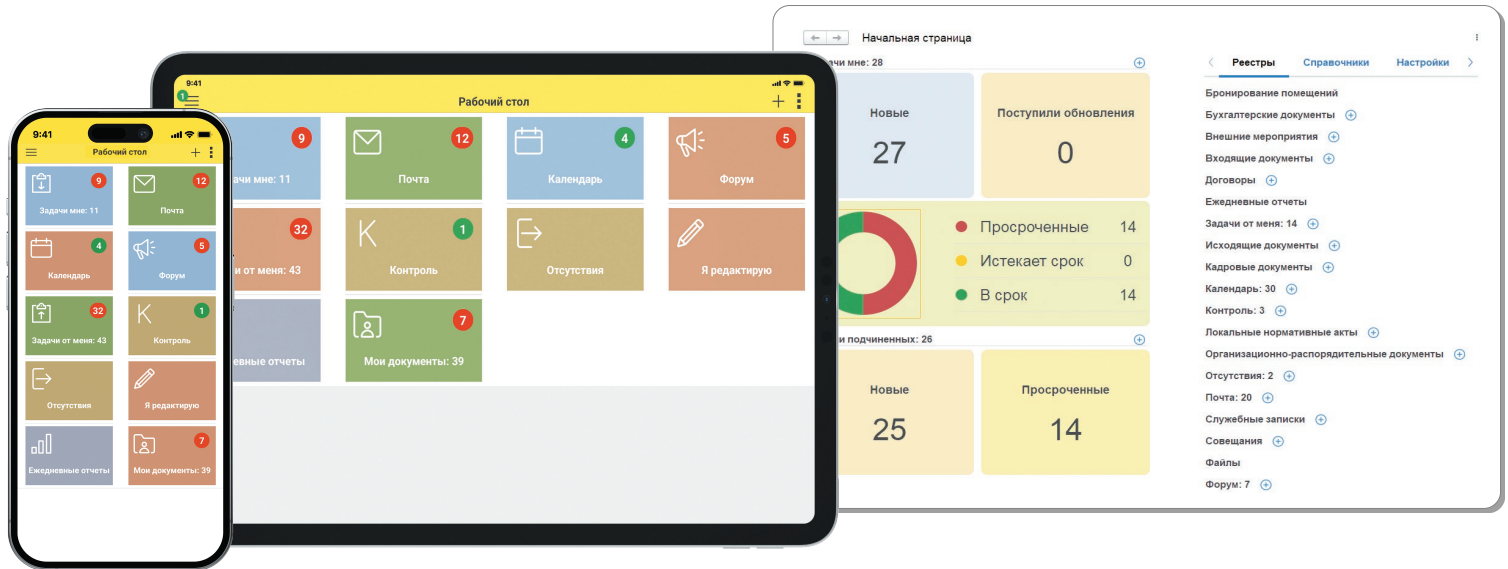 9:41
Рабочий стол
9
Задачи мне: 11
12
Почта
4
Календарь
5
Форум
32
Задачи от меня: 43
K
1
Контроль
Отсутствия
Я редактирую
Ежедневные отчеты
7
Мои документы: 39
9:41
1
Рабочий стол
9
ачи мне: 11
12
Почта
4
Календарь
5
Форум
32
и от меня: 43
K
1
Контроль
Отсутствия
Я редактирую
евные отчеты
7
Мои документы: 39
Начальная страница
ачи мне: 28
Новые
27
Поступили обновления
0
Просроченные 14
Истекает срок 0
В срок 14
и подчиненных: 26
Новые
25
Просроченные
14
Реестры Справочники Настройки
Бронирование помещений
Бухгалтерские документы
Внешние мероприятия
Входящие документы
Договоры
Ежедневные отчеты
Задачи от меня: 14
Исходящие документы
Кадровые документы
Календарь: 30
Контроль: 3
Локальные нормативные акты
Организационно-распорядительные документы
Отсутствия: 2
Почта: 20
Служебные записки
Совещания
Файлы
Форум: 7